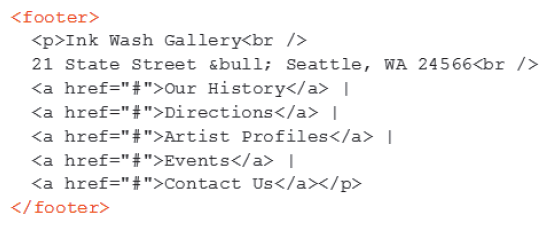 <footer>
<p>Ink Wash Gallery<br />
21 State Street &bull; Seattle, WA 24566<br />
<a href="#">Our History</a> |
<a href="#">Directions</a> |
<a href="#">Artist Profiles</a> |
<a href="#">Events</a> |
<a href="#">Contact Us</a></p>
</footer>